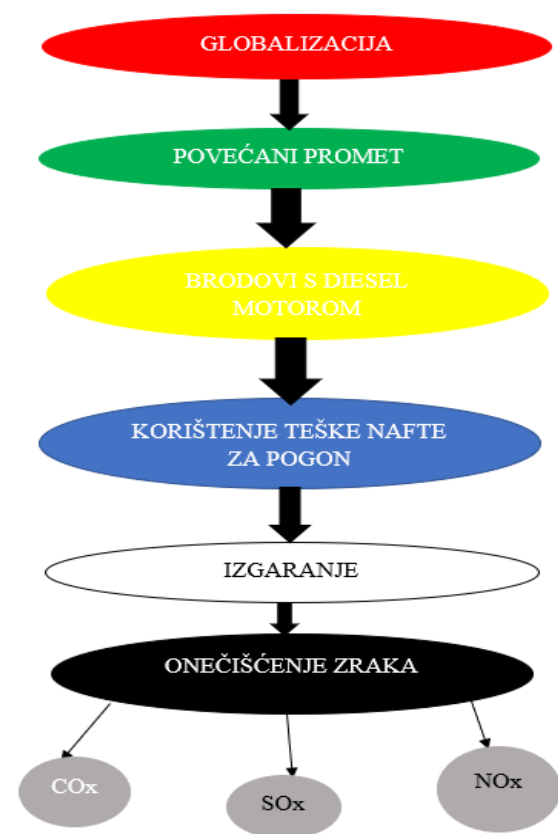 GLOBALIZACIJA
POVEĆANI PROMET
BRODOVI S DIESEL
MOTOROM
KORIŠTENJE TEŠKE NAFTE
ZA POGON
IZGARANJE
ONEČIŠĆENJE ZRAKA
COx
SOx
NOx